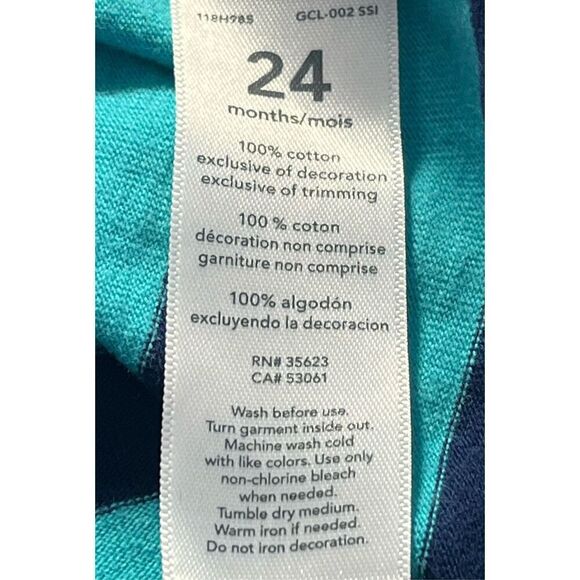 118H98S GCL-002 SSI
24
months/mois
100% cotton
exclusive of decoration
exclusive of trimming
100 % coton
décoration non comprise
garniture non comprise
100% algodón
excluyendo la decoracion
RN# 35623
CA# 53061
Wash before use.
Turn garment inside out.
Machine wash cold
with like colors. Use only
non-chlorine bleach
when needed.
Tumble dry medium.
Warm iron if needed.
Do not iron decoration.